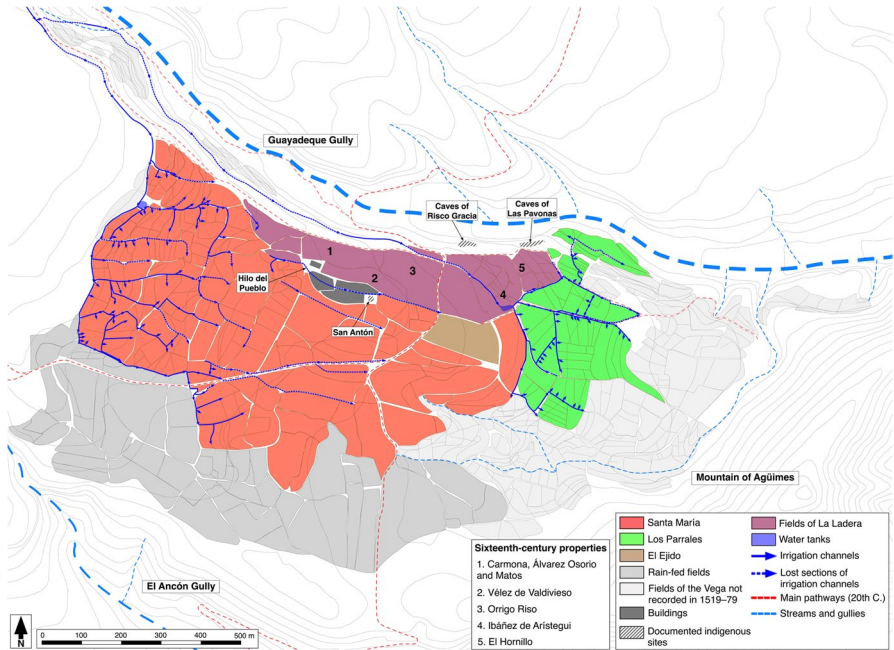 Guayadeque Gully
Caves of
Risco Gracia
Caves of
Las Pavonas
1
2
3
4
5
Hilo del
Pueblo
San Antón
Mountain of Agüimes
El Ancón Gully
N
0 100 200 300 400 500 m
Sixteenth-century properties
1. Carmona, Álvarez Osorio
and Matos
2. Vélez de Valdivieso
3. Orrigo Riso
4. Ibáñez de Arístegui
5. El Hornillo
Santa María
Los Parrales
El Ejido
Rain-fed fields
Fields of the Vega not
recorded in 1519–79
Buildings
Documented indigenous
sites
Fields of La Ladera
Water tanks
Irrigation channels
Lost sections of
irrigation channels
Main pathways (20th C.)
Streams and gullies